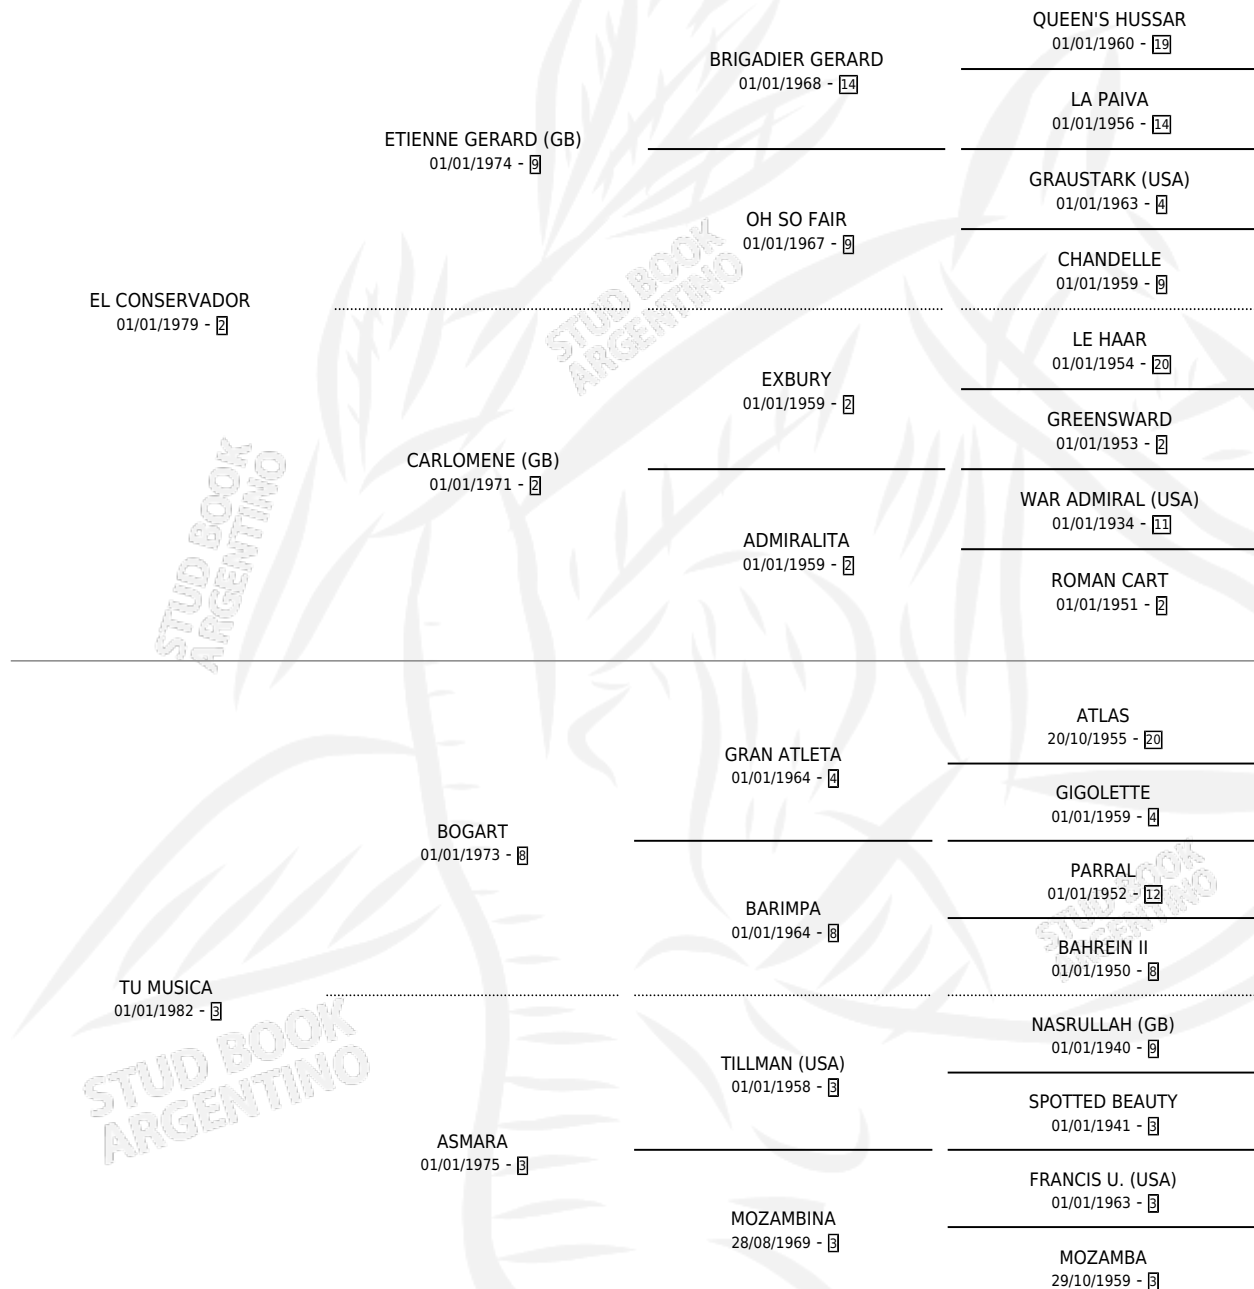 QUEEN'S HUSSAR
01/01/1960 - 19
BRIGADIER GERARD
01/01/1968 - 14
LA PAIVA
01/01/1956 - 14
ETIENNE GERARD (GB)
01/01/1974 - 9
GRAUSTARK (USA)
01/01/1963 - 4
OH SO FAIR
01/01/1967 - 9
CHANDELLE
01/01/1959 - 9
EL CONSERVADOR
01/01/1979 - 2
LE HAAR
01/01/1954 - 20
EXBURY
01/01/1959 - 2
GREENSWARD
01/01/1953 - 2
CARLOMENE (GB)
01/01/1971 - 2
WAR ADMIRAL (USA)
01/01/1934 - 11
ADMIRALITA
01/01/1959 - 2
ROMAN CART
01/01/1951 - 2
ATLAS
20/10/1955 - 20
GRAN ATLETA
01/01/1964 - 4
GIGOLETTE
01/01/1959 - 4
BOGART
01/01/1973 - 8
PARRAL
01/01/1952 - 12
BARIMPA
01/01/1964 - 8
BAHREIN II
01/01/1950 - 8
TU MUSICA
01/01/1982 - 3
NASRULLAH (GB)
01/01/1940 - 9
TILLMAN (USA)
01/01/1958 - 3
SPOTTED BEAUTY
01/01/1941 - 3
ASMARA
01/01/1975 - 3
FRANCIS U. (USA)
01/01/1963 - 3
MOZAMBINA
28/08/1969 - 3
MOZAMBA
29/10/1959 - 3
STUD BOOK
ARGENTINO
STUD BOOK
ARGENTINO
STUD BOOK
ARGENTINO
STUD BOOK
ARGENTINO